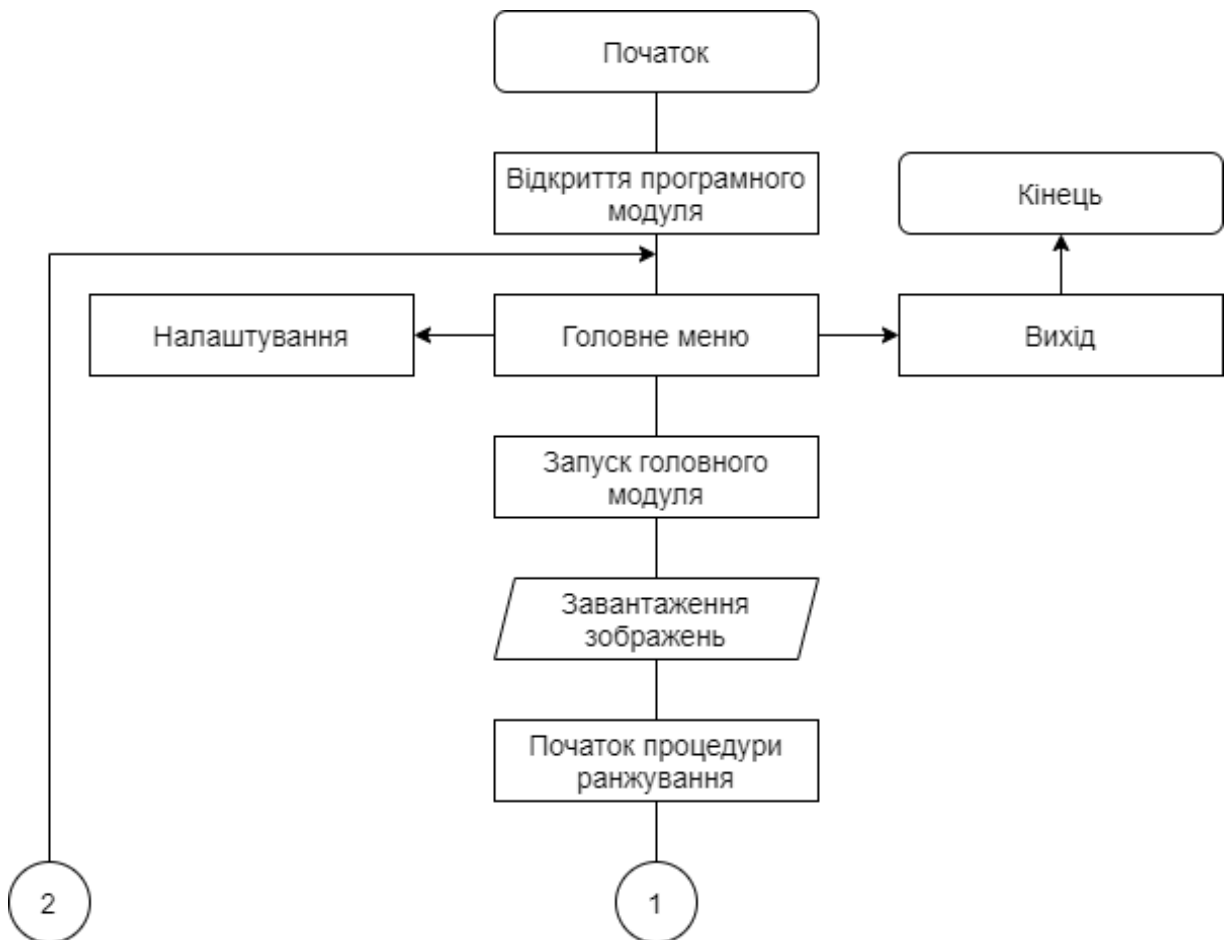 Початок
Відкриття програмного
модуля
Кінець
Налаштування
Головне меню
Вихід
Запуск головного
модуля
Завантаження
зображень
Початок процедури
ранжування
2
1